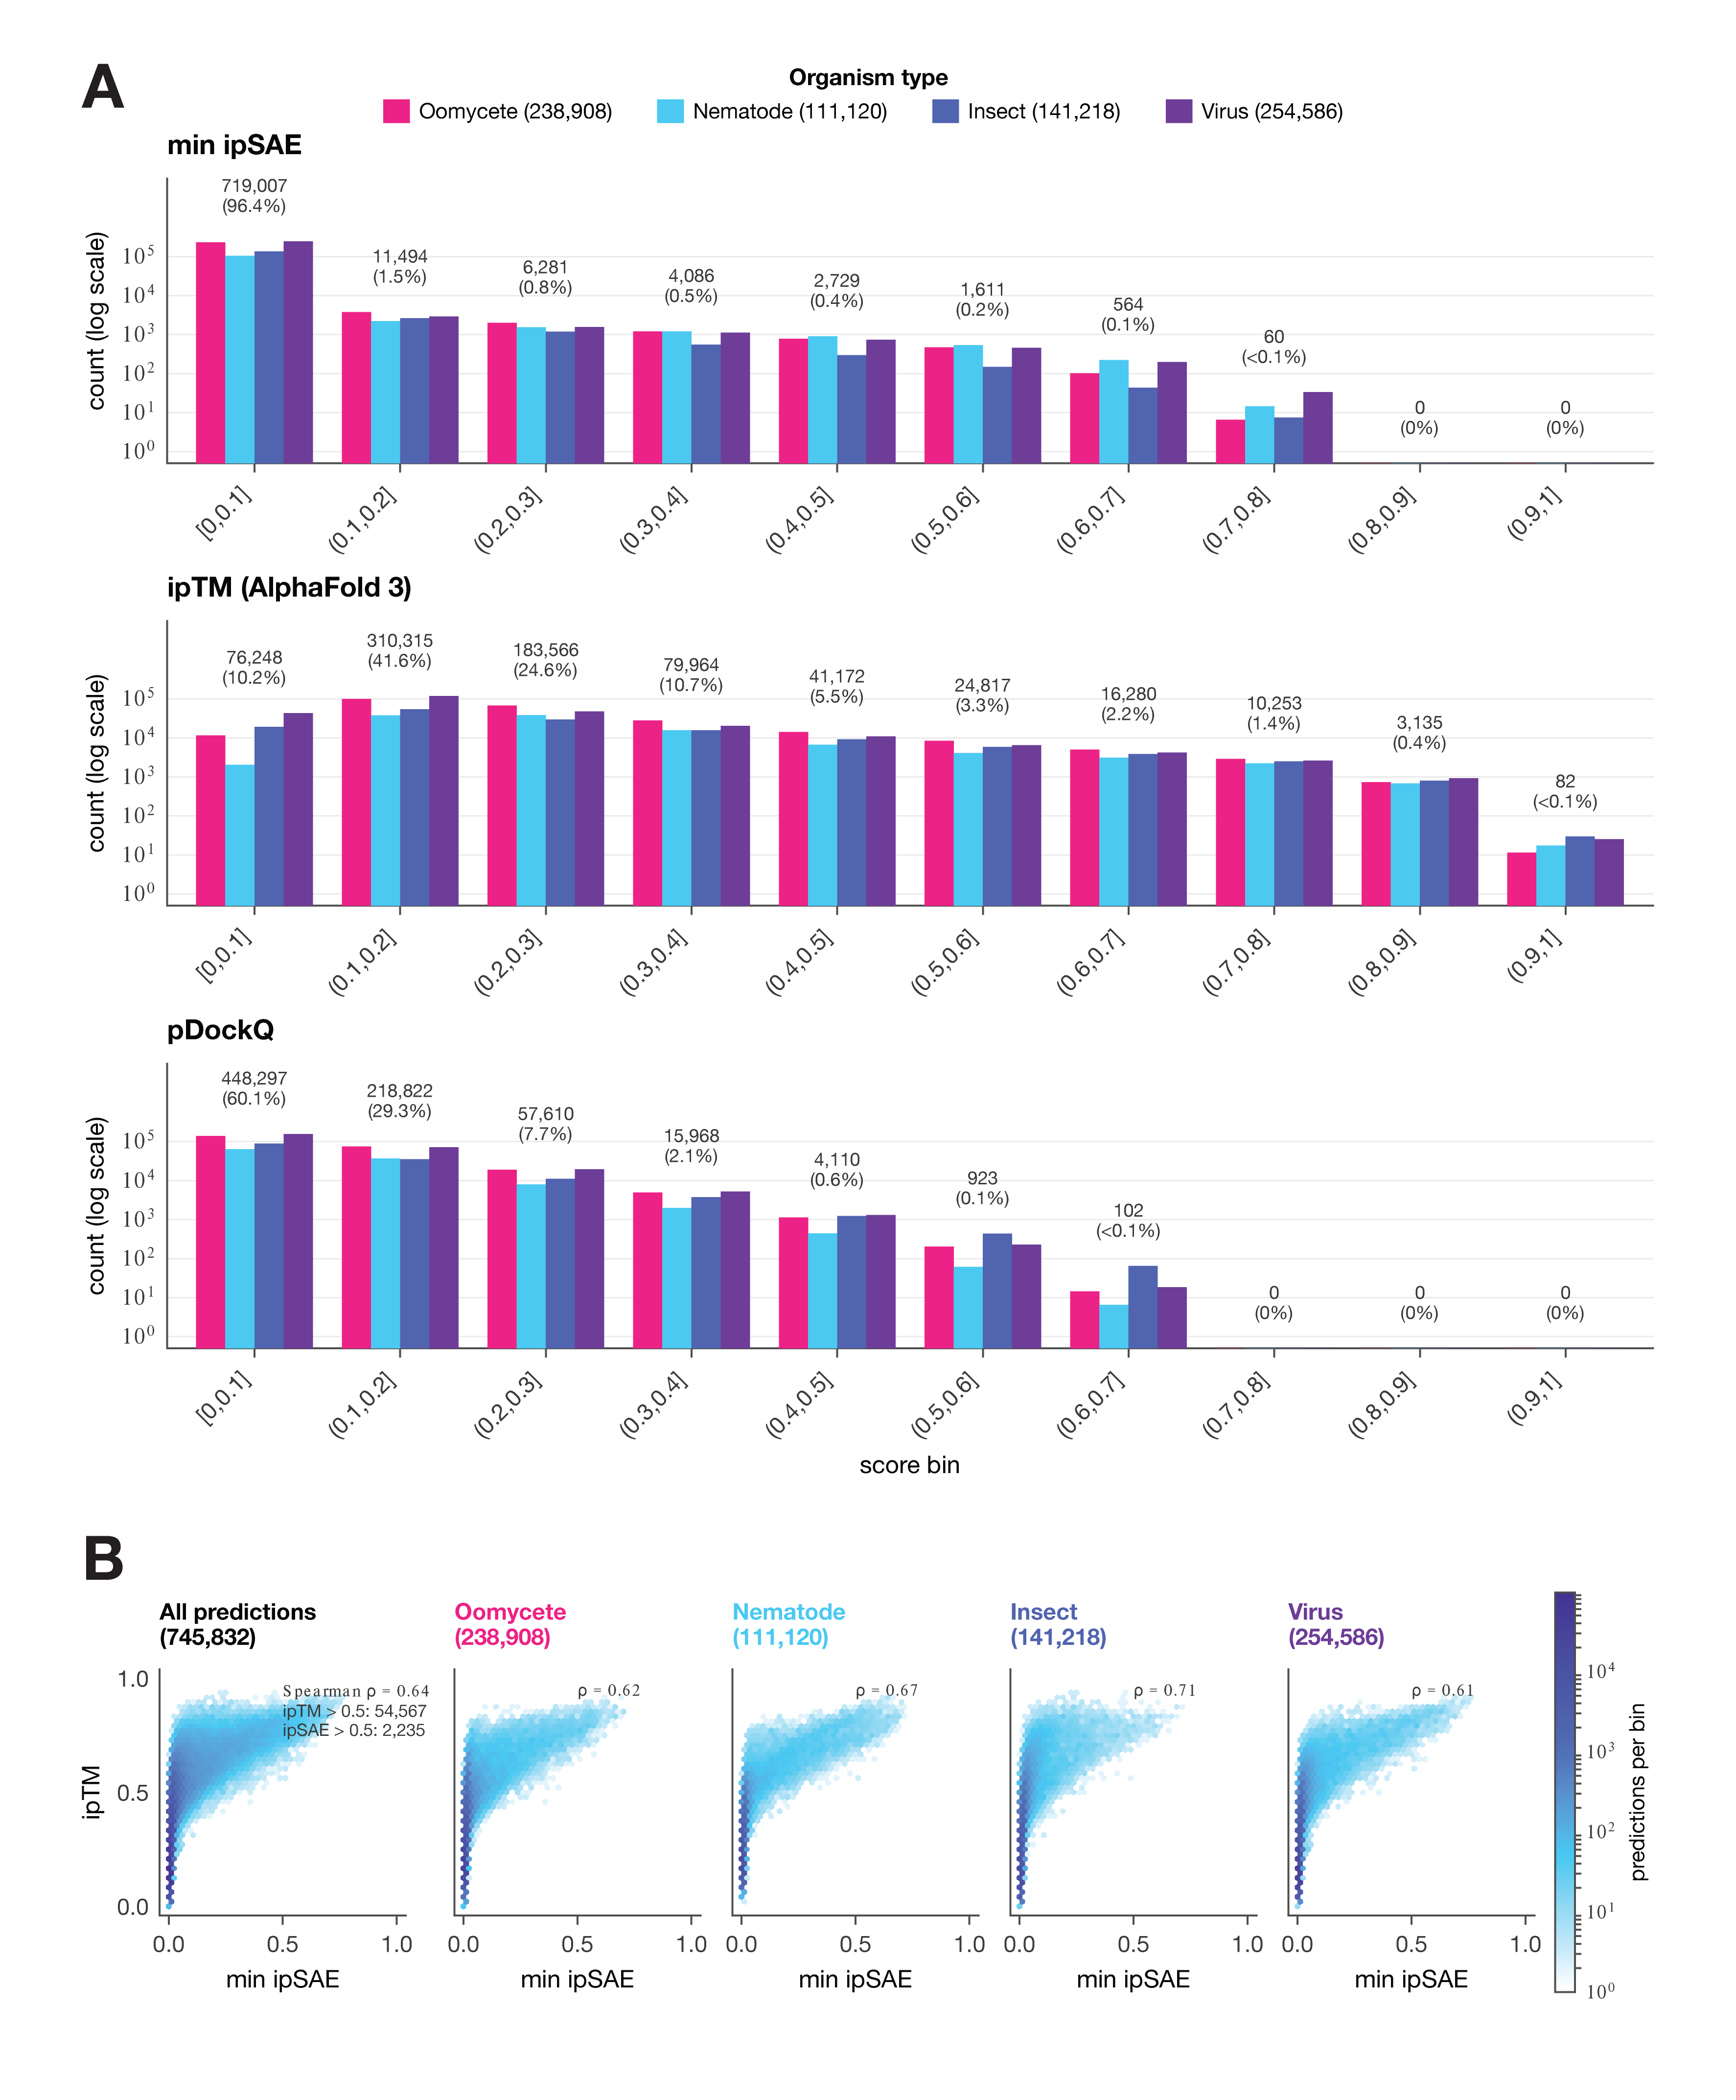 A
Organism type
Oomycete (238,908) Nematode (111,120) Insect (141,218) Virus (254,586)
min ipSAE
719,007
(96.4%)
11,494
(1.5%)
6,281
(0.8%)
4,086
(0.5%)
2,729
(0.4%)
1,611
(0.2%)
564
(0.1%)
60
(<0.1%)
0
(0%)
0
(0%)
count (log scale)
10⁵
10⁴
10³
10²
10¹
10⁰
[0,0.1] (0.1,0.2] (0.2,0.3] (0.3,0.4] (0.4,0.5] (0.5,0.6] (0.6,0.7] (0.7,0.8] (0.8,0.9] (0.9,1]
ipTM (AlphaFold 3)
76,248
(10.2%)
310,315
(41.6%)
183,566
(24.6%)
79,964
(10.7%)
41,172
(5.5%)
24,817
(3.3%)
16,280
(2.2%)
10,253
(1.4%)
3,135
(0.4%)
82
(<0.1%)
count (log scale)
10⁵
10⁴
10³
10²
10¹
10⁰
[0,0.1] (0.1,0.2] (0.2,0.3] (0.3,0.4] (0.4,0.5] (0.5,0.6] (0.6,0.7] (0.7,0.8] (0.8,0.9] (0.9,1]
pDockQ
448,297
(60.1%)
218,822
(29.3%)
57,610
(7.7%)
15,968
(2.1%)
4,110
(0.6%)
923
(0.1%)
102
(<0.1%)
0
(0%)
0
(0%)
0
(0%)
count (log scale)
10⁵
10⁴
10³
10²
10¹
10⁰
[0,0.1] (0.1,0.2] (0.2,0.3] (0.3,0.4] (0.4,0.5] (0.5,0.6] (0.6,0.7] (0.7,0.8] (0.8,0.9] (0.9,1]
score bin
B
All predictions
(745,832)
Oomycete
(238,908)
Nematode
(111,120)
Insect
(141,218)
Virus
(254,586)
Spearman ρ = 0.64
ipTM > 0.5: 54,567
ipSAE > 0.5: 2,235
ρ = 0.62
ρ = 0.67
ρ = 0.71
ρ = 0.61
ipTM
1.0
0.5
0.0
0.0 0.5 1.0
0.0 0.5 1.0
0.0 0.5 1.0
0.0 0.5 1.0
0.0 0.5 1.0
min ipSAE
min ipSAE
min ipSAE
min ipSAE
min ipSAE
10⁴
10³
10²
10¹
10⁰
predictions per bin